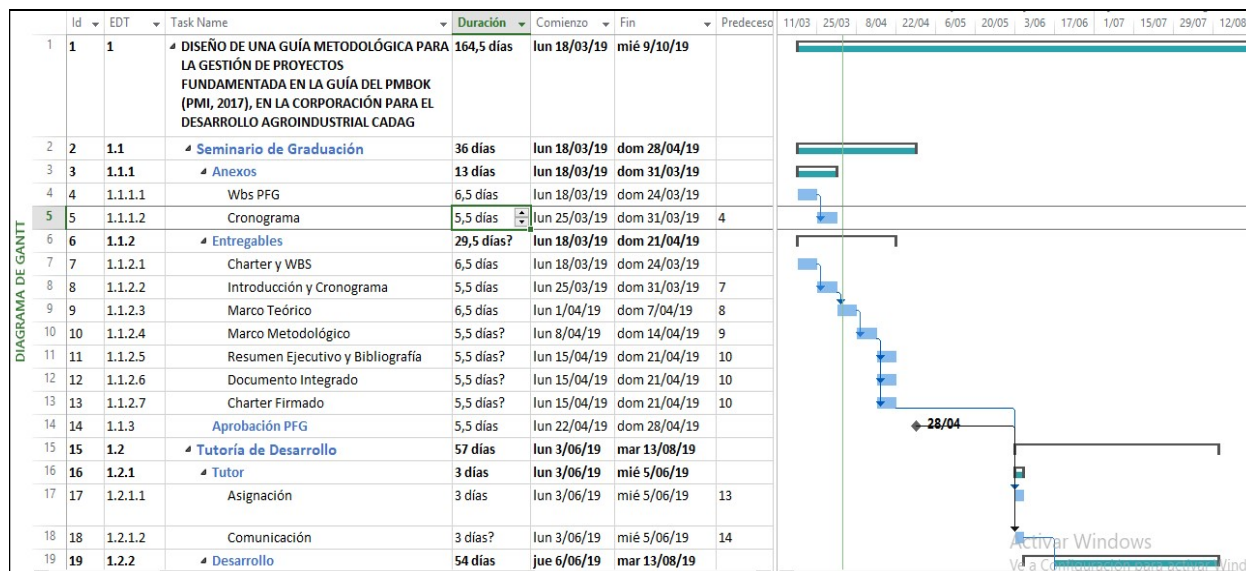 Id EDT Task Name Duración Comienzo Fin Predeceso 11/03 25/03 8/04 22/04 6/05 20/05 3/06 17/06 1/07 15/07 29/07 12/08
1 1 1 DISEÑO DE UNA GUÍA METODOLÓGICA PARA 164,5 días lun 18/03/19 mié 9/10/19
LA GESTIÓN DE PROYECTOS
FUNDAMENTADA EN LA GUÍA DEL PMBOK
(PMI, 2017), EN LA CORPORACIÓN PARA EL
DESARROLLO AGROINDUSTRIAL CADAG
2 2 1.1 Seminario de Graduación 36 días lun 18/03/19 dom 28/04/19
3 3 1.1.1 Anexos 13 días lun 18/03/19 dom 31/03/19
4 4 1.1.1.1 Wbs PFG 6,5 días lun 18/03/19 dom 24/03/19
5 5 1.1.1.2 Cronograma 5,5 días lun 25/03/19 dom 31/03/19 4
6 6 1.1.2 Entregables 29,5 días? lun 18/03/19 dom 21/04/19
7 7 1.1.2.1 Charter y WBS 6,5 días lun 18/03/19 dom 24/03/19
8 8 1.1.2.2 Introducción y Cronograma 5,5 días lun 25/03/19 dom 31/03/19 7
9 9 1.1.2.3 Marco Teórico 6,5 días lun 1/04/19 dom 7/04/19 8
10 10 1.1.2.4 Marco Metodológico 5,5 días? lun 8/04/19 dom 14/04/19 9
11 11 1.1.2.5 Resumen Ejecutivo y Bibliografía 5,5 días? lun 15/04/19 dom 21/04/19 10
12 12 1.1.2.6 Documento Integrado 5,5 días? lun 15/04/19 dom 21/04/19 10
13 13 1.1.2.7 Charter Firmado 5,5 días? lun 15/04/19 dom 21/04/19 10
14 14 1.1.3 Aprobación PFG 5,5 días lun 22/04/19 dom 28/04/19 28/04
15 15 1.2 Tutoría de Desarrollo 57 días lun 3/06/19 mar 13/08/19
16 16 1.2.1 Tutor 3 días lun 3/06/19 mié 5/06/19
17 17 1.2.1.1 Asignación 3 días lun 3/06/19 mié 5/06/19 13
18 18 1.2.1.2 Comunicación 3 días? lun 3/06/19 mié 5/06/19 14
19 19 1.2.2 Desarrollo 54 días jue 6/06/19 mar 13/08/19
DIAGRAMA DE GANTT
Activar Windows
Ve a Configuración para activar Wind